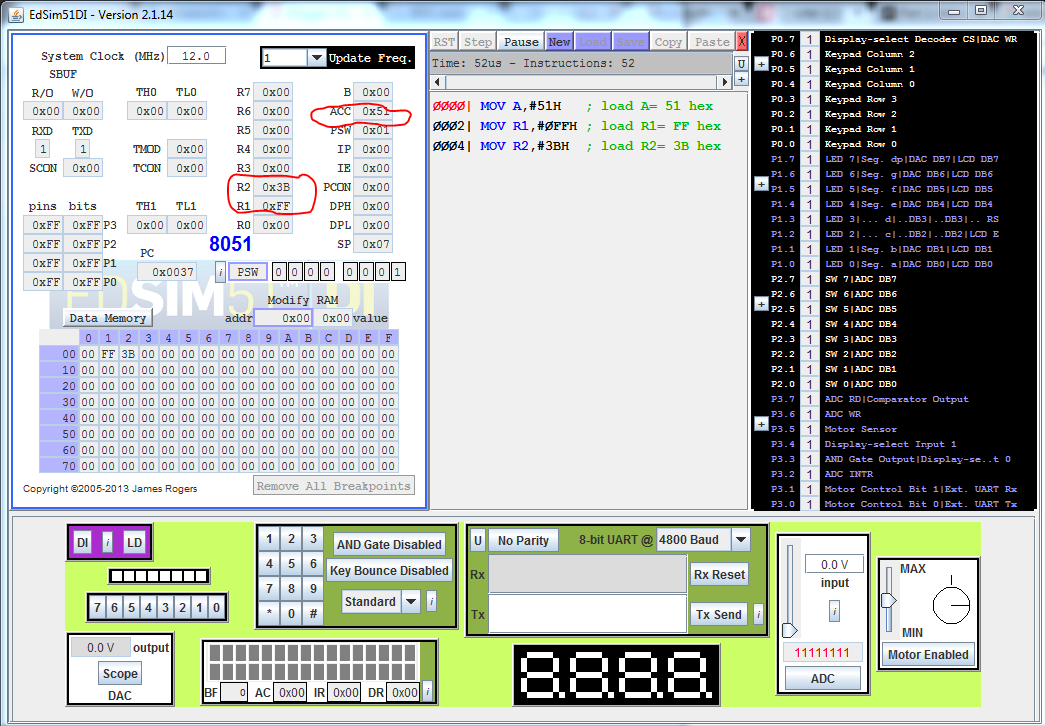 EdSim51DI - Version 2.1.14
System Clock (MHz) 12.0 1 Update Freq.
SBUF
R/O W/O TH0 TL0 R7 0x00 B 0x00
0x00 0x00 0x00 0x00 R6 0x00 ACC 0x51
RXD TXD R5 0x00 PSW 0x01
1 1 TMOD 0x00 R4 0x00 IP 0x00
SCON 0x00 TCON 0x00 R3 0x00 IE 0x00
R2 0x3B PCON 0x00
pins bits TH1 TL1 R1 0xFF DPH 0x00
0xFF 0xFF P3 0x00 0x00 R0 0x00 DPL 0x00
0xFF 0xFF P2 8051 SP 0x07
0xFF 0xFF P1 PC
0xFF 0xFF P0 0x0037 i PSW 0 0 0 0 0 0 0 1
EDSIM51 DI
Modify RAM
Data Memory addr 0x00 0x00 value
0 1 2 3 4 5 6 7 8 9 A B C D E F
00 00 FF 3B 00 00 00 00 00 00 00 00 00 00 00 00 00
10 00 00 00 00 00 00 00 00 00 00 00 00 00 00 00 00
20 00 00 00 00 00 00 00 00 00 00 00 00 00 00 00 00
30 00 00 00 00 00 00 00 00 00 00 00 00 00 00 00 00
40 00 00 00 00 00 00 00 00 00 00 00 00 00 00 00 00
50 00 00 00 00 00 00 00 00 00 00 00 00 00 00 00 00
60 00 00 00 00 00 00 00 00 00 00 00 00 00 00 00 00
70 00 00 00 00 00 00 00 00 00 00 00 00 00 00 00 00
Copyright ©2005-2013 James Rogers Remove All Breakpoints
RST Step Pause New Load Save Copy Paste X
Time: 52us - Instructions: 52 U
+
0000| MOV A,#51H ; load A= 51 hex
0002| MOV R1,#0FFH ; load R1= FF hex
0004| MOV R2,#3BH ; load R2= 3B hex
P0.7 1 Display-select Decoder CS|DAC WR
P0.6 1 Keypad Column 2
+ P0.5 1 Keypad Column 1
P0.4 1 Keypad Column 0
P0.3 1 Keypad Row 3
P0.2 1 Keypad Row 2
P0.1 1 Keypad Row 1
P0.0 1 Keypad Row 0
P1.7 1 LED 7|Seg. dp|DAC DB7|LCD DB7
P1.6 1 LED 6|Seg. g|DAC DB6|LCD DB6
+ P1.5 1 LED 5|Seg. f|DAC DB5|LCD DB5
P1.4 1 LED 4|Seg. e|DAC DB4|LCD DB4
P1.3 1 LED 3|... d|..DB3|..DB3|.. RS
P1.2 1 LED 2|... c|..DB2|..DB2|LCD E
P1.1 1 LED 1|Seg. b|DAC DB1|LCD DB1
P1.0 1 LED 0|Seg. a|DAC DB0|LCD DB0
P2.7 1 SW 7|ADC DB7
P2.6 1 SW 6|ADC DB6
+ P2.5 1 SW 5|ADC DB5
P2.4 1 SW 4|ADC DB4
P2.3 1 SW 3|ADC DB3
P2.2 1 SW 2|ADC DB2
P2.1 1 SW 1|ADC DB1
P2.0 1 SW 0|ADC DB0
P3.7 1 ADC RD|Comparator Output
P3.6 1 ADC WR
+ P3.5 1 Motor Sensor
P3.4 1 Display-select Input 1
P3.3 1 AND Gate Output|Display-se..t 0
P3.2 1 ADC INTR
P3.1 1 Motor Control Bit 1|Ext. UART Rx
P3.0 1 Motor Control Bit 0|Ext. UART Tx
DI i LD
7 6 5 4 3 2 1 0
0.0 V output
Scope
DAC
1 2 3
4 5 6
7 8 9
* 0 #
AND Gate Disabled
Key Bounce Disabled
Standard i
BF 0 AC 0x00 IR 0x00 DR 0x00 i
U No Parity 8-bit UART @ 4800 Baud
Rx Rx Reset
Tx Tx Send i
8.8.8.8.
0.0 V
input
i
11111111
ADC
MAX
MIN
Motor Enabled